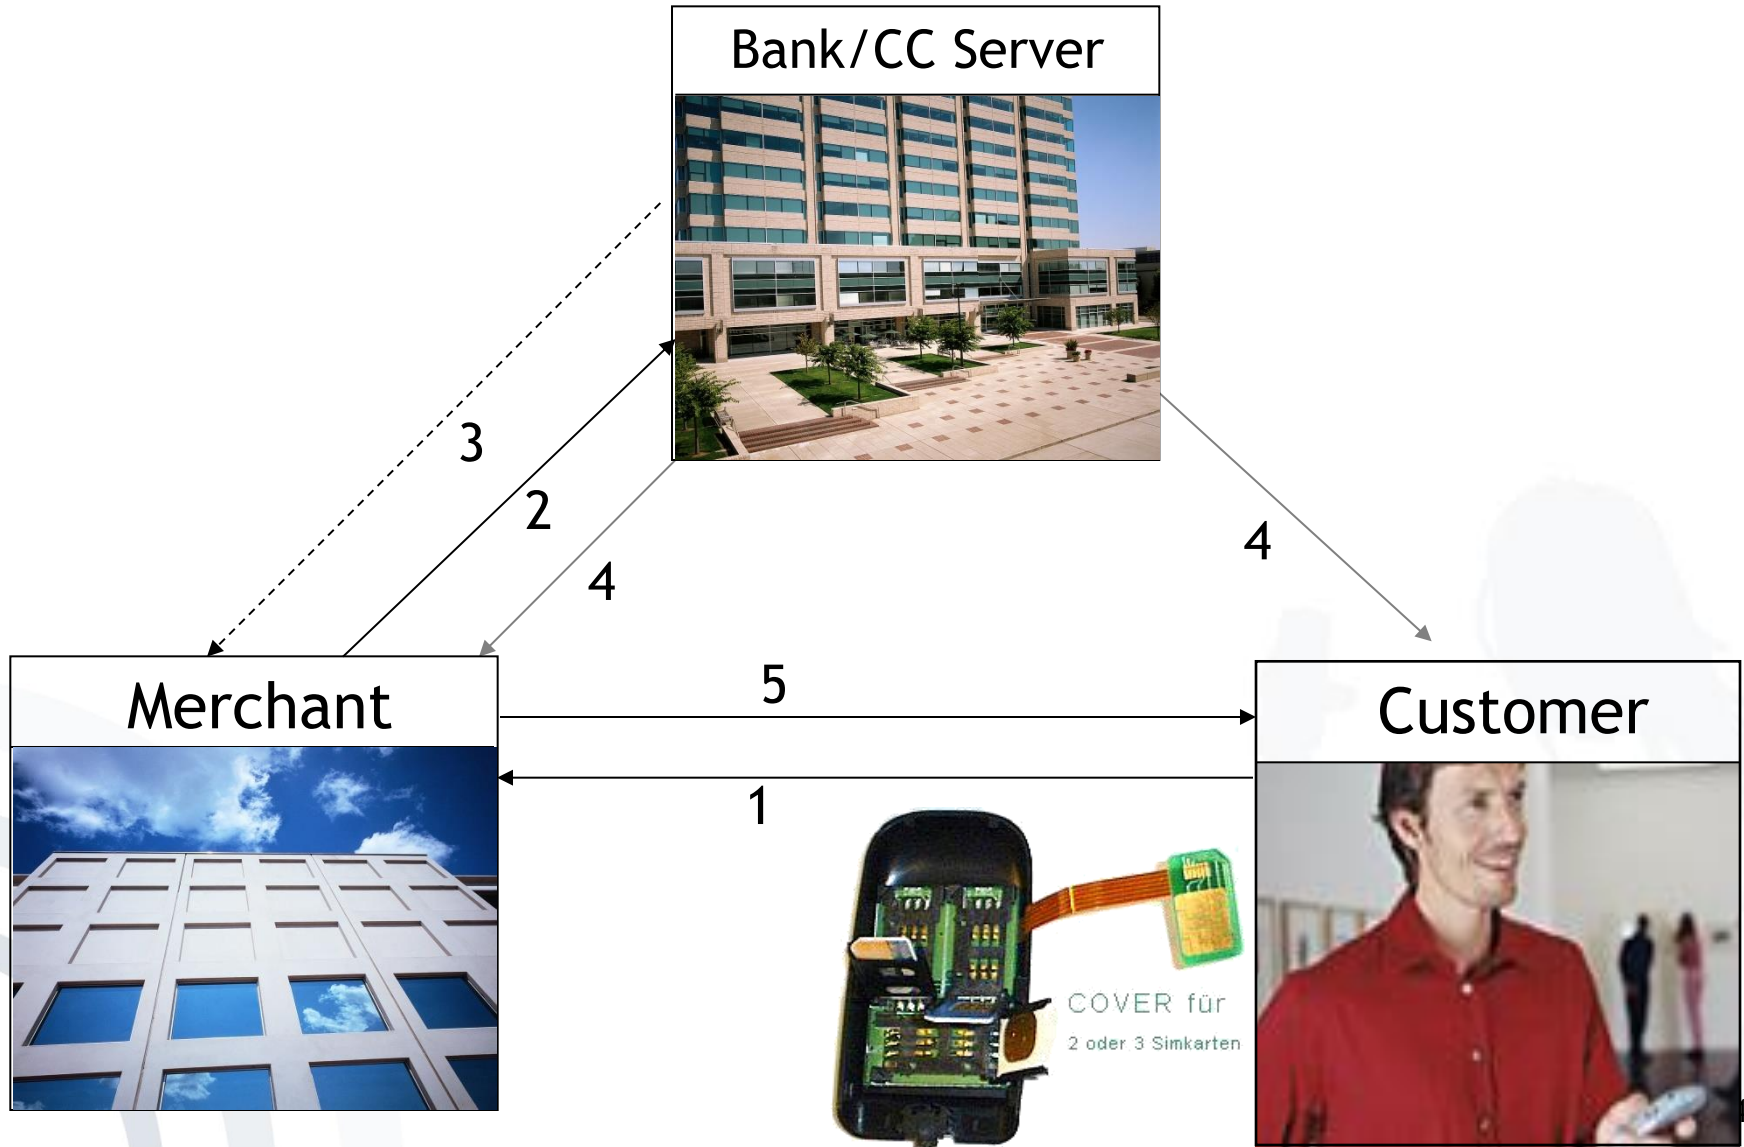 Bank/CC Server
3
2
4
4
5
Merchant
Customer
1
COVER für
2 oder 3 Simkarten